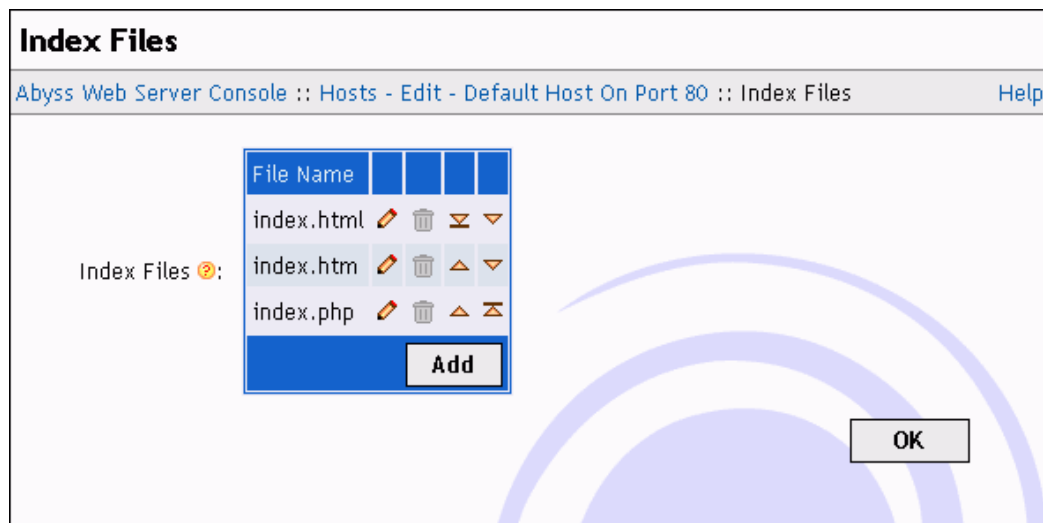 Index Files
Abyss Web Server Console :: Hosts - Edit - Default Host On Port 80 :: Index Files Help
File Name
index.html
Index Files ?: index.htm
index.php
Add
OK